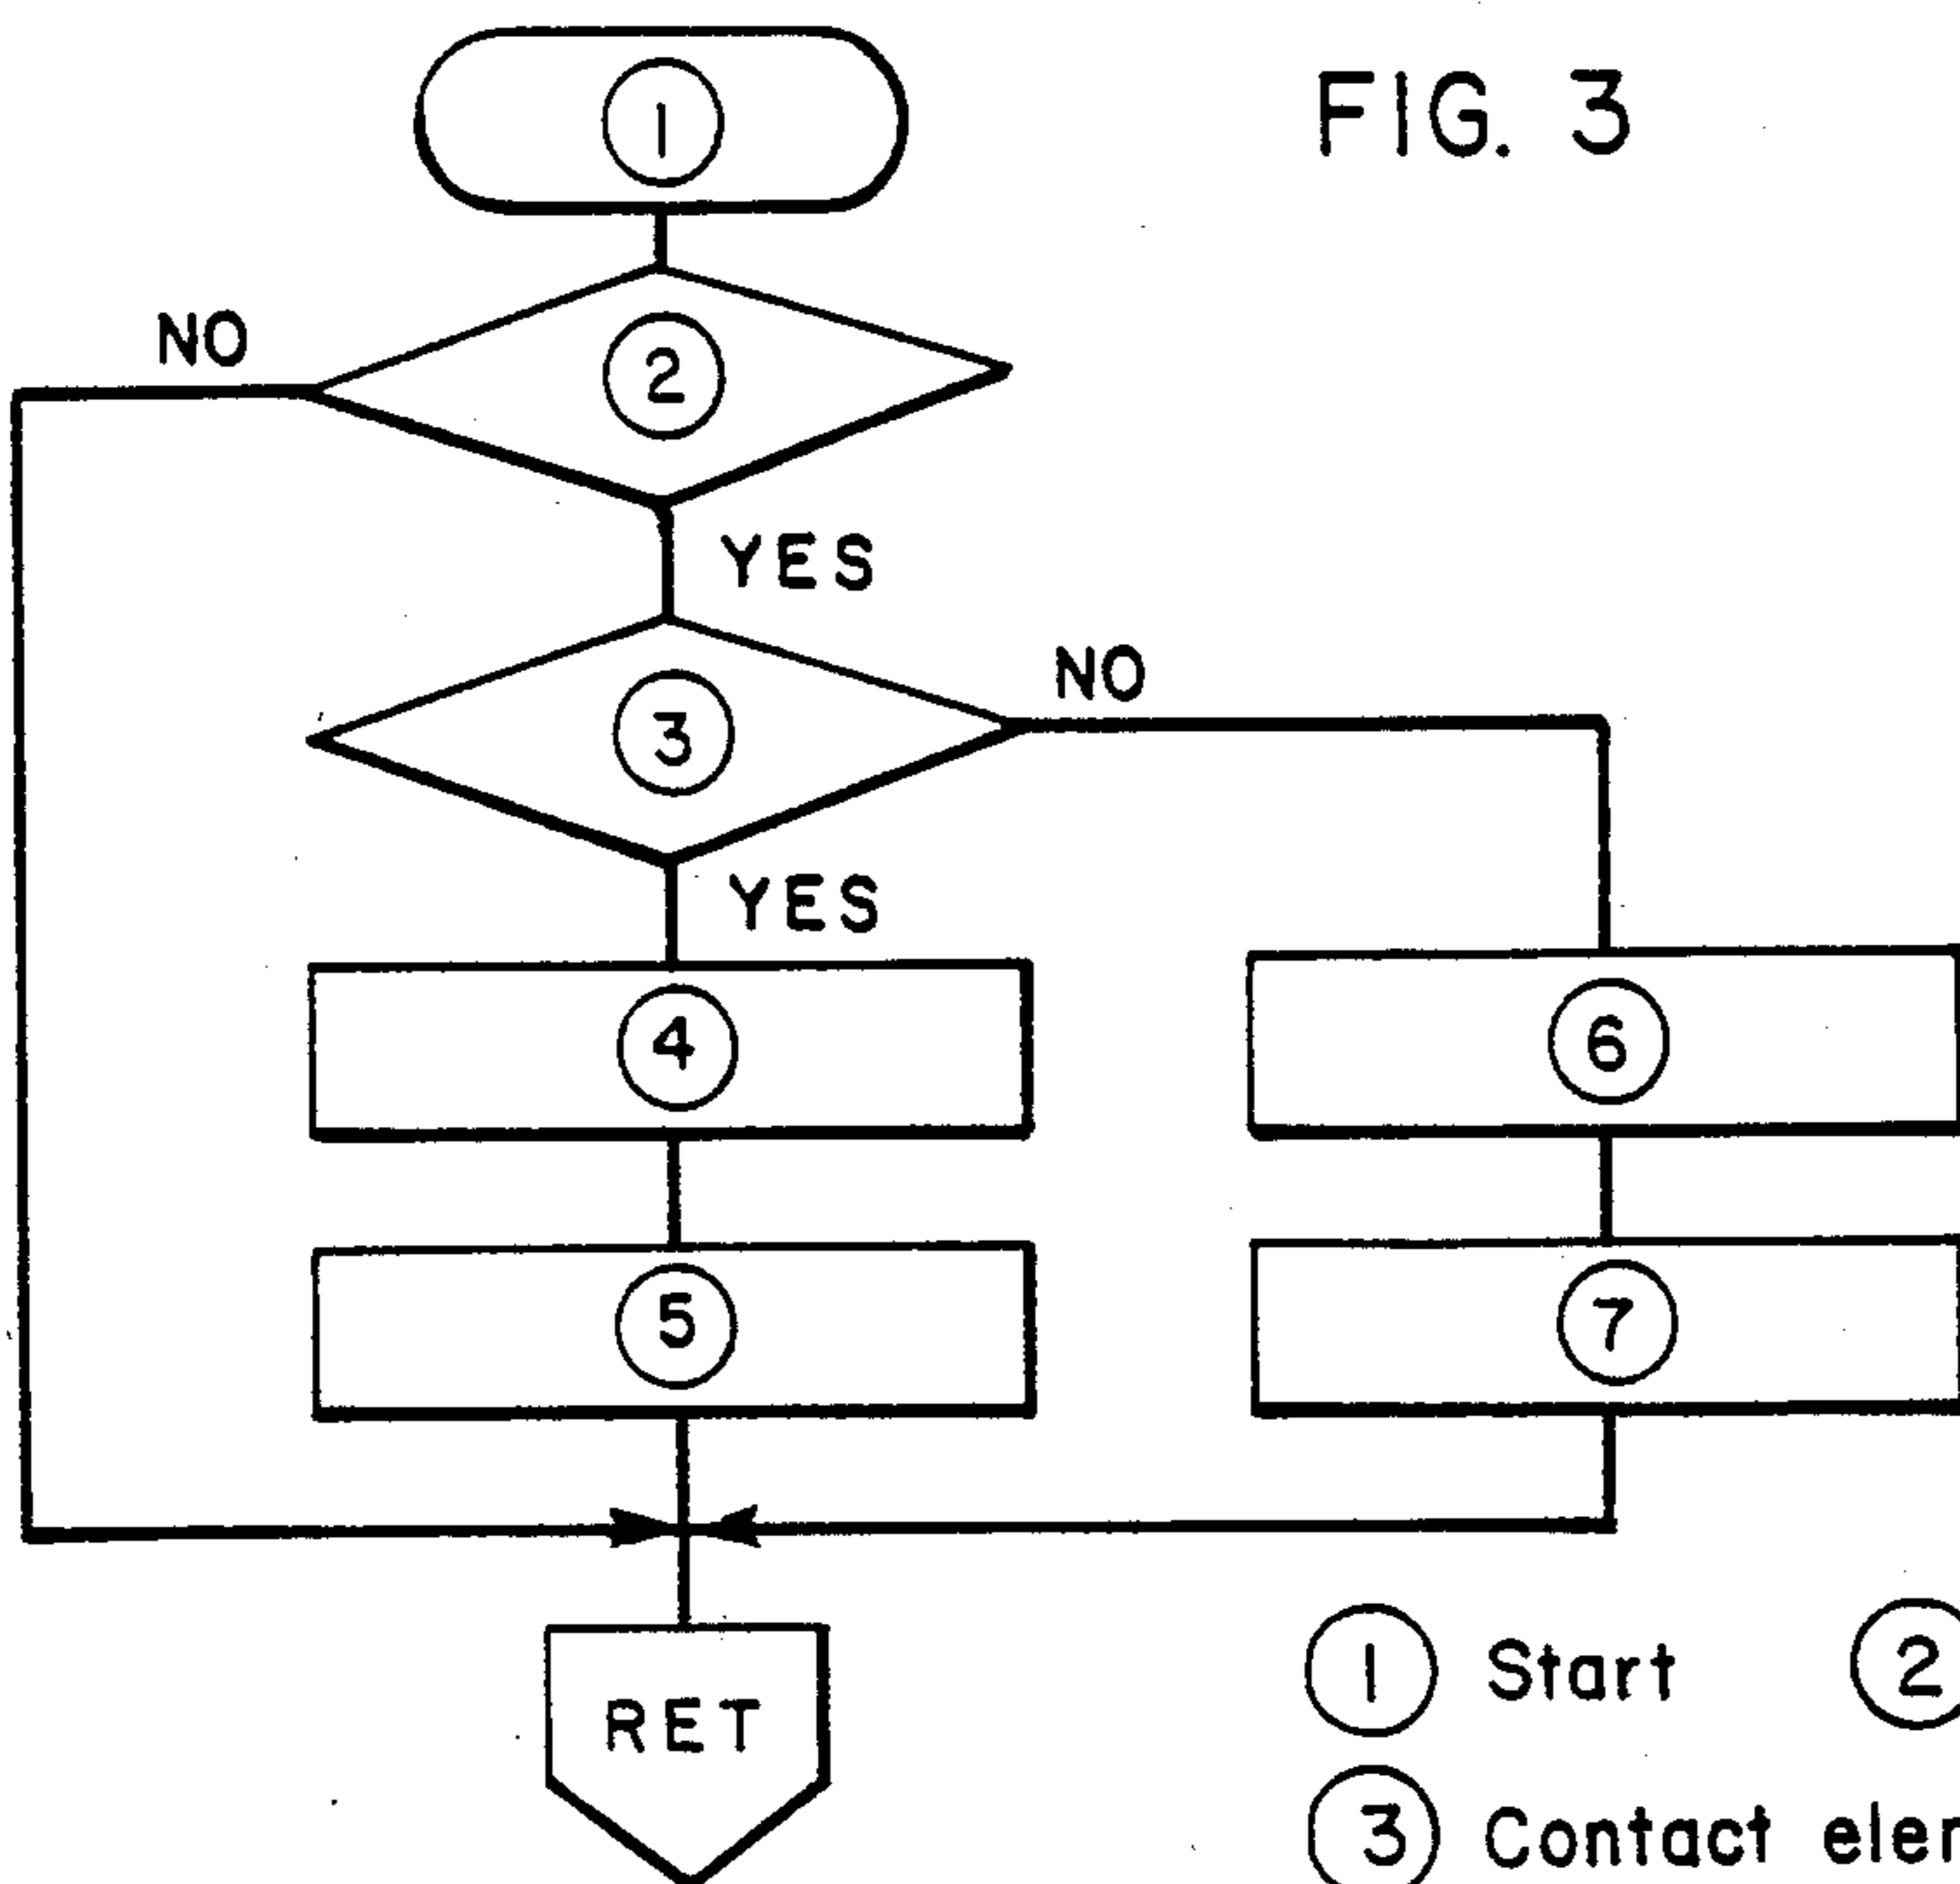 FIG. 3
1
NO
2
YES
NO
3
YES
4
6
5
7
RET
1 Start 2
3 Contact